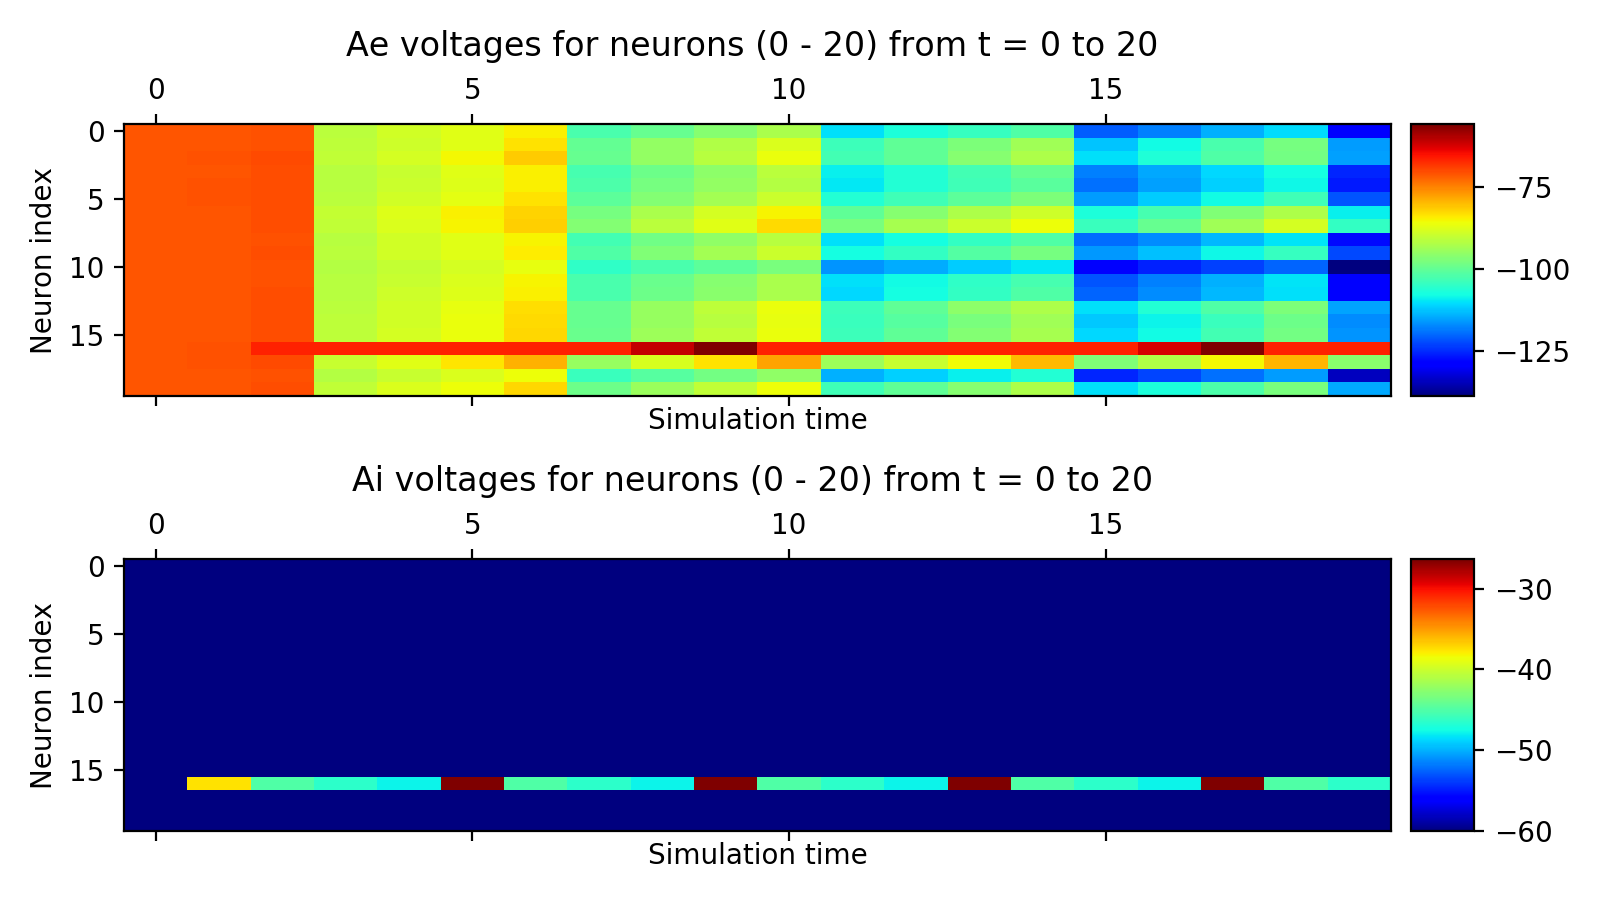 Ae voltages for neurons (0 - 20) from t = 0 to 20
0 5 10 15
0
5
10
15
Neuron index
−75
−100
−125
Simulation time
Ai voltages for neurons (0 - 20) from t = 0 to 20
0 5 10 15
0
5
10
15
Neuron index
−30
−40
−50
−60
Simulation time